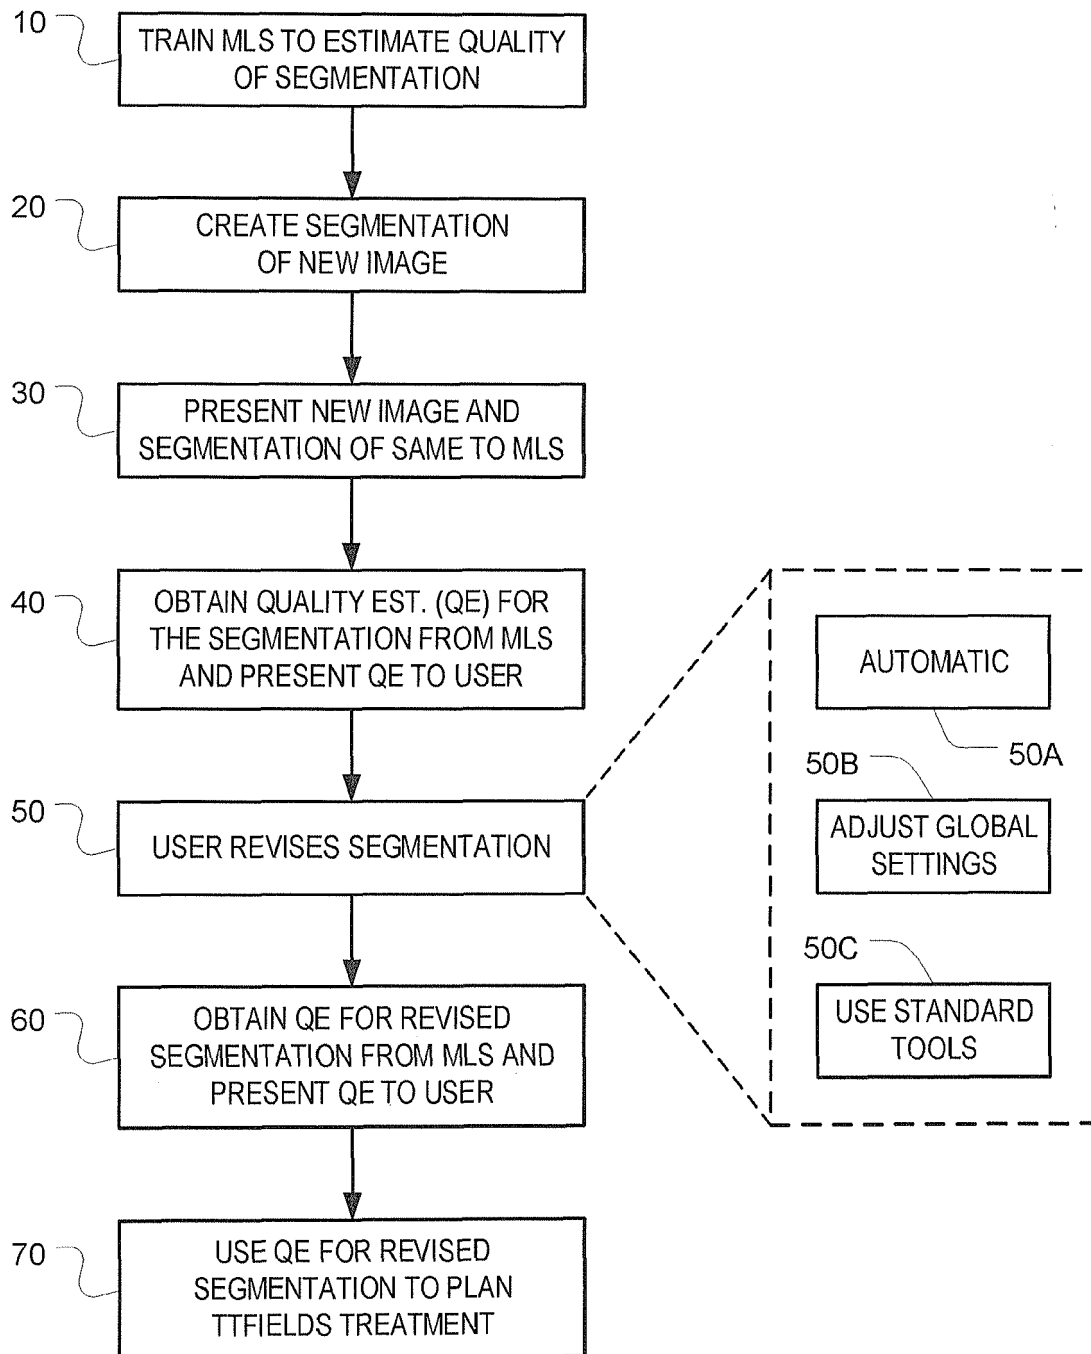 10
TRAIN MLS TO ESTIMATE QUALITY
OF SEGMENTATION
20
CREATE SEGMENTATION
OF NEW IMAGE
30
PRESENT NEW IMAGE AND
SEGMENTATION OF SAME TO MLS
40
OBTAIN QUALITY EST. (QE) FOR
THE SEGMENTATION FROM MLS
AND PRESENT QE TO USER
50
USER REVISES SEGMENTATION
AUTOMATIC
50A
50B
ADJUST GLOBAL
SETTINGS
50C
USE STANDARD
TOOLS
60
OBTAIN QE FOR REVISED
SEGMENTATION FROM MLS AND
PRESENT QE TO USER
70
USE QE FOR REVISED
SEGMENTATION TO PLAN
TTFIELDS TREATMENT